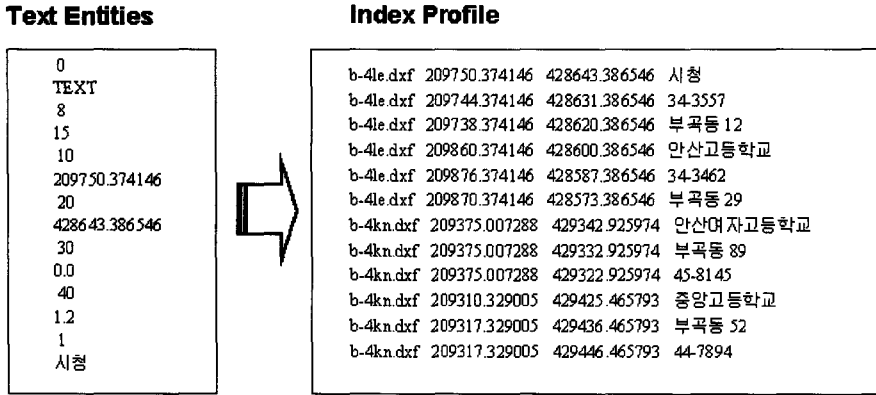 Text Entities
Index Profile
0
TEXT
8
15
10
209750.374146
20
428643.386546
30
0.0
40
1.2
1
시청
b-4le.dxf 209750.374146 428643.386546 시청
b-4le.dxf 209744.374146 428631.386546 34-3557
b-4le.dxf 209738.374146 428620.386546 부곡동 12
b-4le.dxf 209860.374146 428600.386546 안산고등학교
b-4le.dxf 209876.374146 428587.386546 34-3462
b-4le.dxf 209870.374146 428573.386546 부곡동 29
b-4kn.dxf 209375.007288 429342.925974 안산여자고등학교
b-4kn.dxf 209375.007288 429332.925974 부곡동 89
b-4kn.dxf 209375.007288 429322.925974 45-8145
b-4kn.dxf 209310.329005 429425.465793 중앙고등학교
b-4kn.dxf 209317.329005 429436.465793 부곡동 52
b-4kn.dxf 209317.329005 429446.465793 44-7894